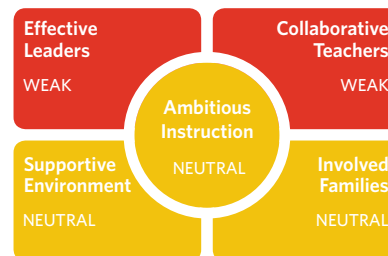 Effective
Leaders
WEAK
Collaborative
Teachers
WEAK
Ambitious
Instruction
NEUTRAL
Supportive
Environment
NEUTRAL
Involved
Families
NEUTRAL